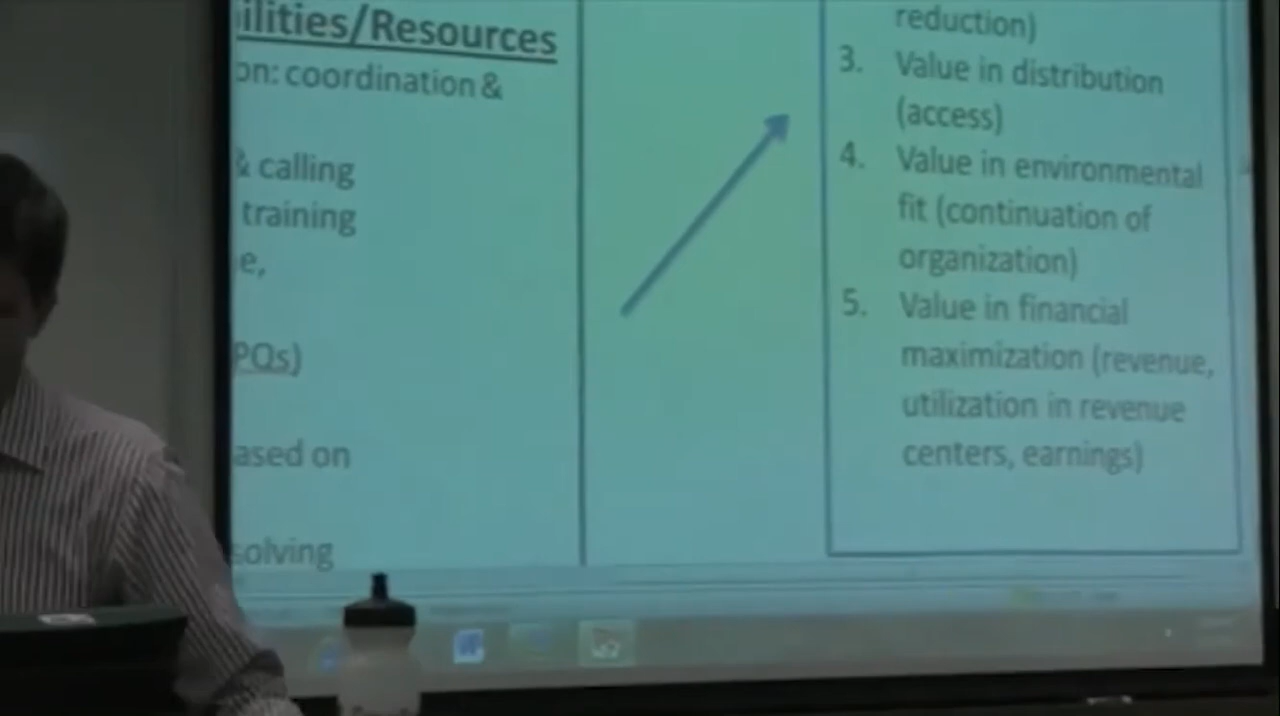 ilities/Resources
on: coordination &
& calling
training
e,
PQs)
ased on
solving
reduction)
3. Value in distribution
(access)
4. Value in environmental
fit (continuation of
organization)
5. Value in financial
maximization (revenue,
utilization in revenue
centers, earnings)